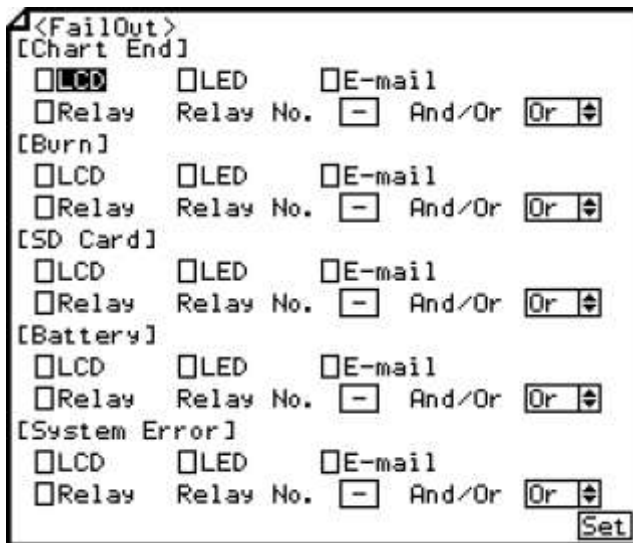 <FailOut>
[Chart End]
LCD LED E-mail
Relay Relay No. - And/Or Or
[Burn]
LCD LED E-mail
Relay Relay No. - And/Or Or
[SD Card]
LCD LED E-mail
Relay Relay No. - And/Or Or
[Battery]
LCD LED E-mail
Relay Relay No. - And/Or Or
[System Error]
LCD LED E-mail
Relay Relay No. - And/Or Or
Set